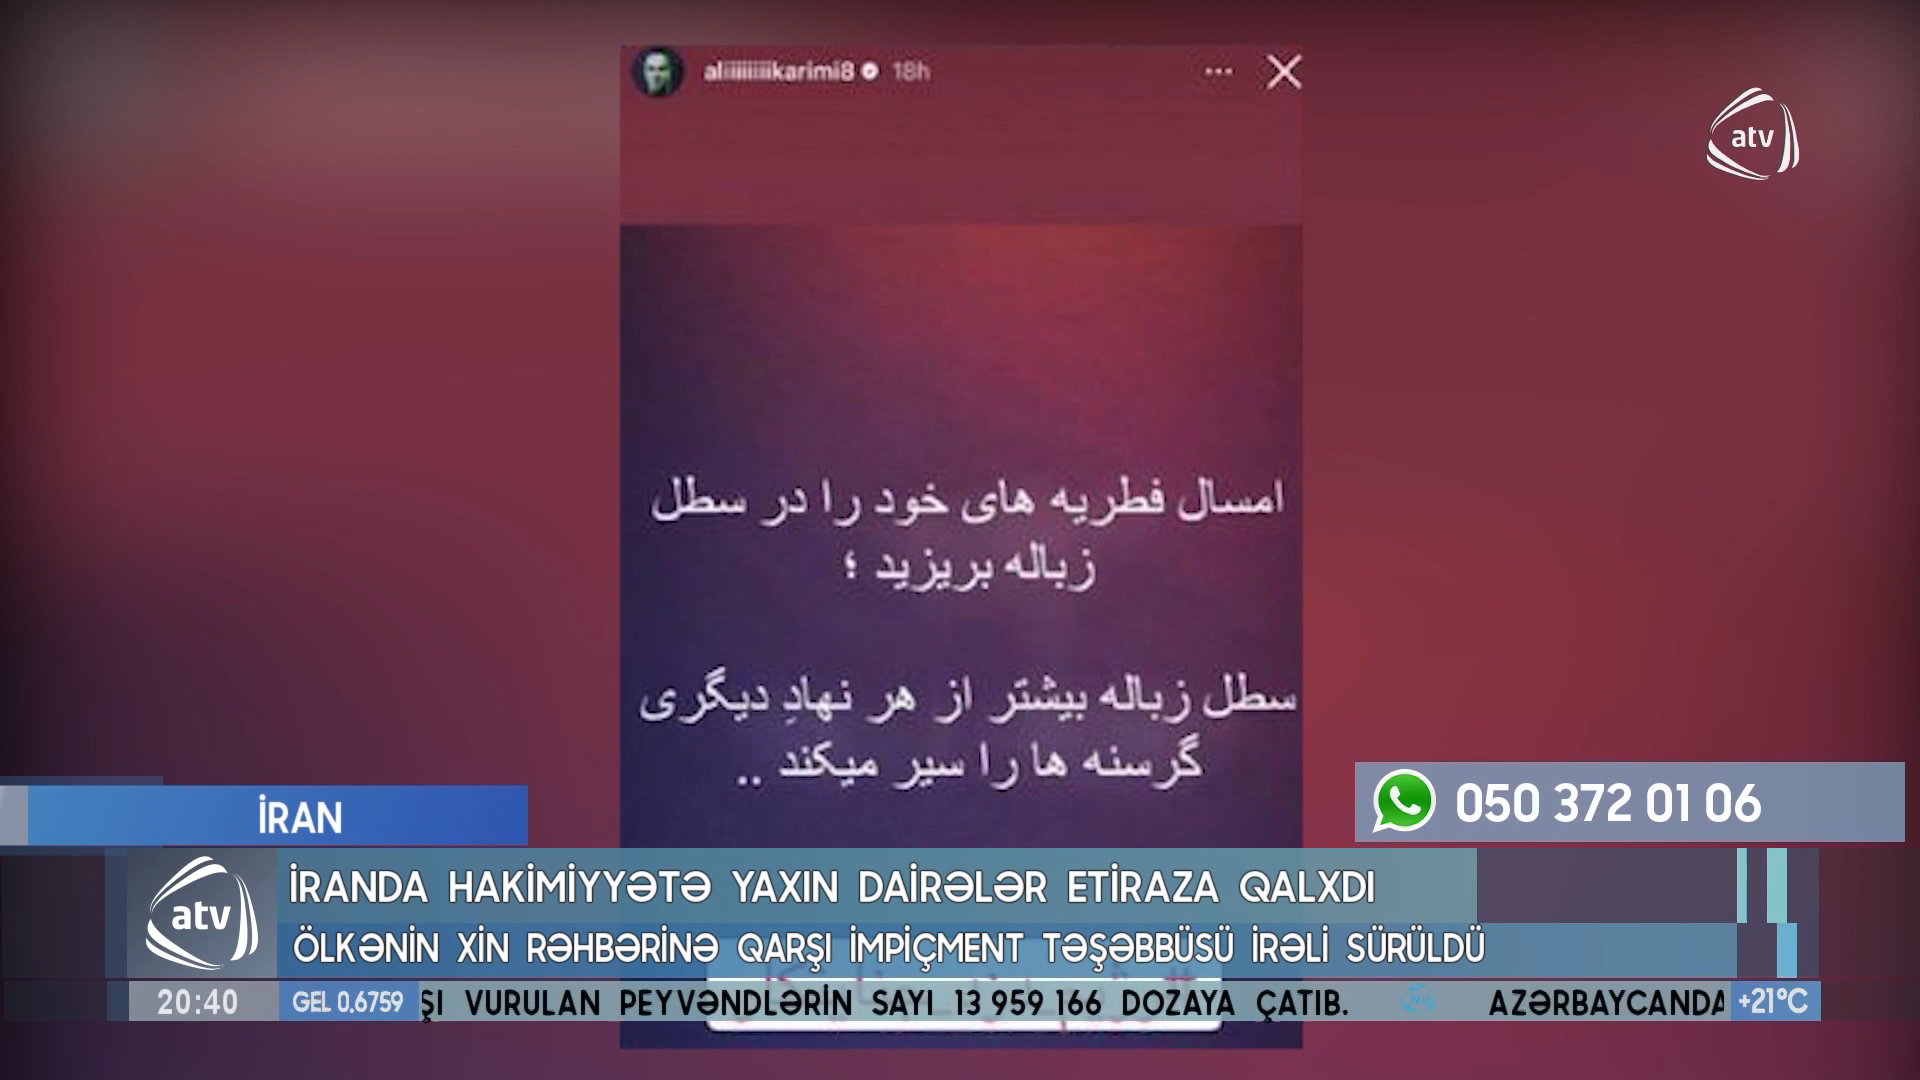 aliiiiiiiiikarimi8 18h
atv
امسال فطریه های خود را در سطل
زباله بریزید ؛
سطل زباله بیشتر از هر نهادِ دیگری
گرسنه ها را سیر میکند ..
050 372 01 06
İRAN
atv
İRANDA HAKİMİYYƏTƏ YAXIN DAİRƏLƏR ETİRAZA QALXDI
ÖLKƏNİN XİN RƏHBƏRİNƏ QARŞI İMPİÇMENT TƏŞƏBBÜSÜ İRƏLİ SÜRÜLDÜ
20:40 GEL 0.6759 ŞI VURULAN PEYVƏNDLƏRİN SAYI 13 959 166 DOZAYA ÇATIB. AZƏRBAYCANDA +21°C